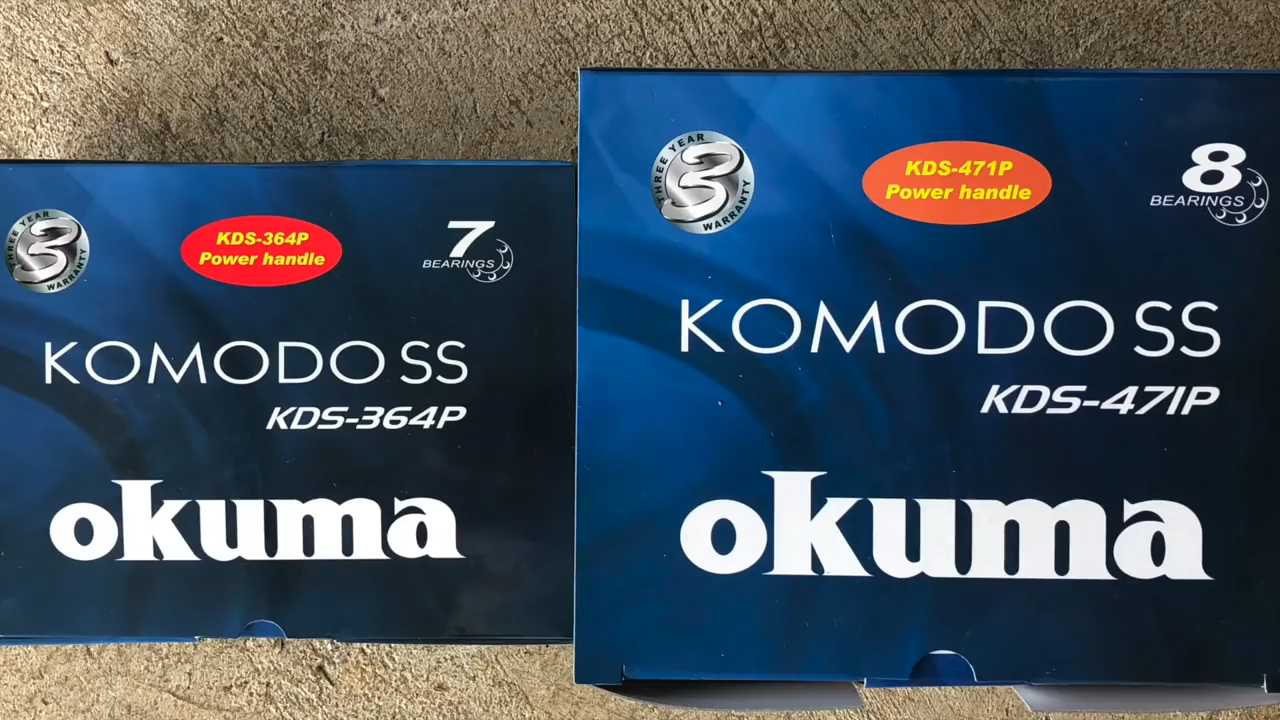 THREE YEAR
3
WARRANTY
KDS-364P
Power handle
7
BEARINGS
KOMODO SS
KDS-364P
okuma
THREE YEAR
3
WARRANTY
KDS-471P
Power handle
8
BEARINGS
KOMODO SS
KDS-471P
okuma